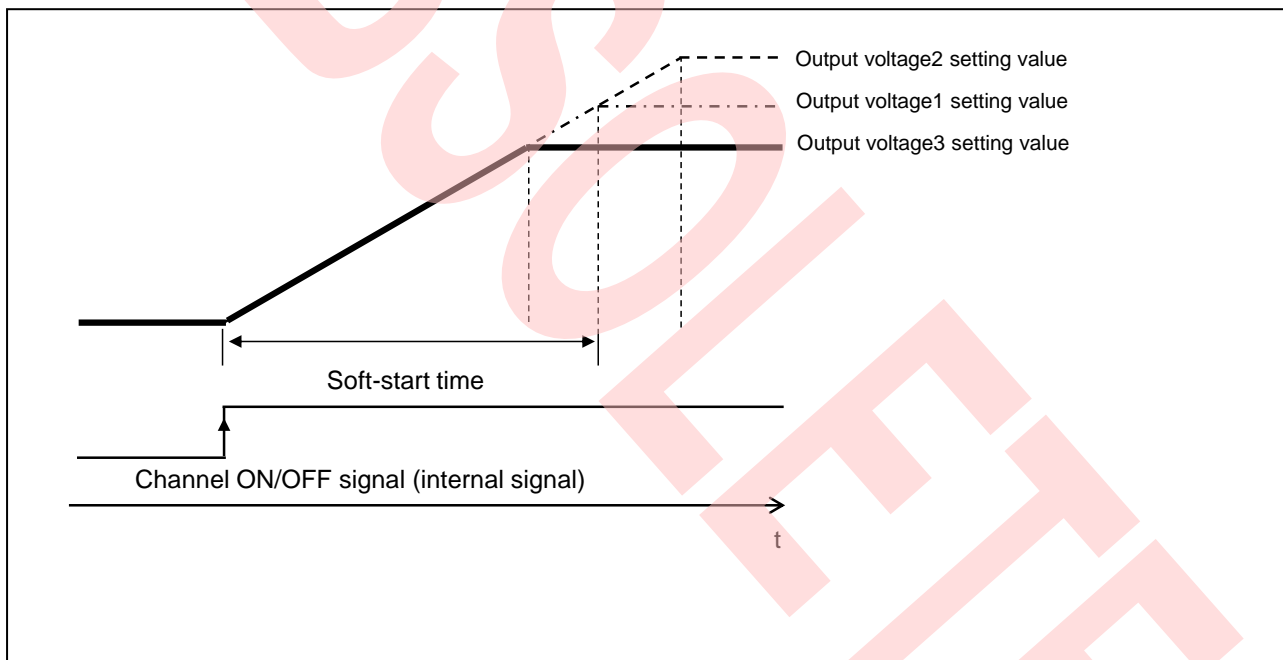 Output voltage2 setting value
Output voltage1 setting value
Output voltage3 setting value
Soft-start time
Channel ON/OFF signal (internal signal)
t
OSOLETE